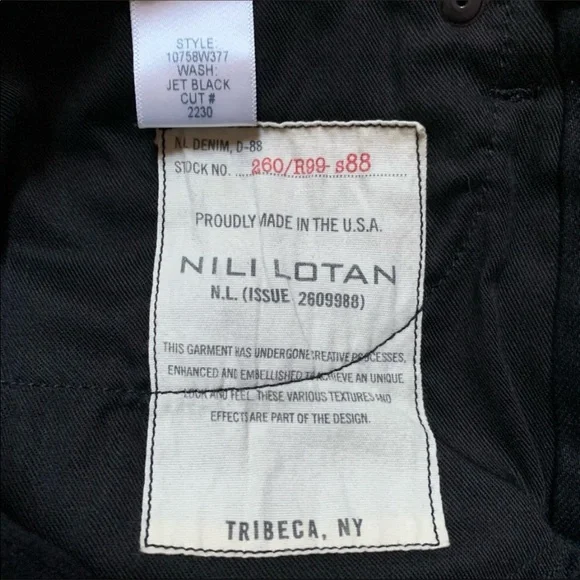 STYLE:
10758W377
WASH:
JET BLACK
CUT #
2230
N.L. DENIM, D-88
STOCK NO. 260/R99-s88
PROUDLY MADE IN THE U.S.A.
NILI LOTAN
N.L. (ISSUE 2609988)
THIS GARMENT HAS UNDERGONE CREATIVE PROCESSES,
ENHANCED AND EMBELLISHED TO ACHIEVE AN UNIQUE
LOOK AND FEEL. THESE VARIOUS TEXTURES AND
EFFECTS ARE PART OF THE DESIGN.
TRIBECA, NY